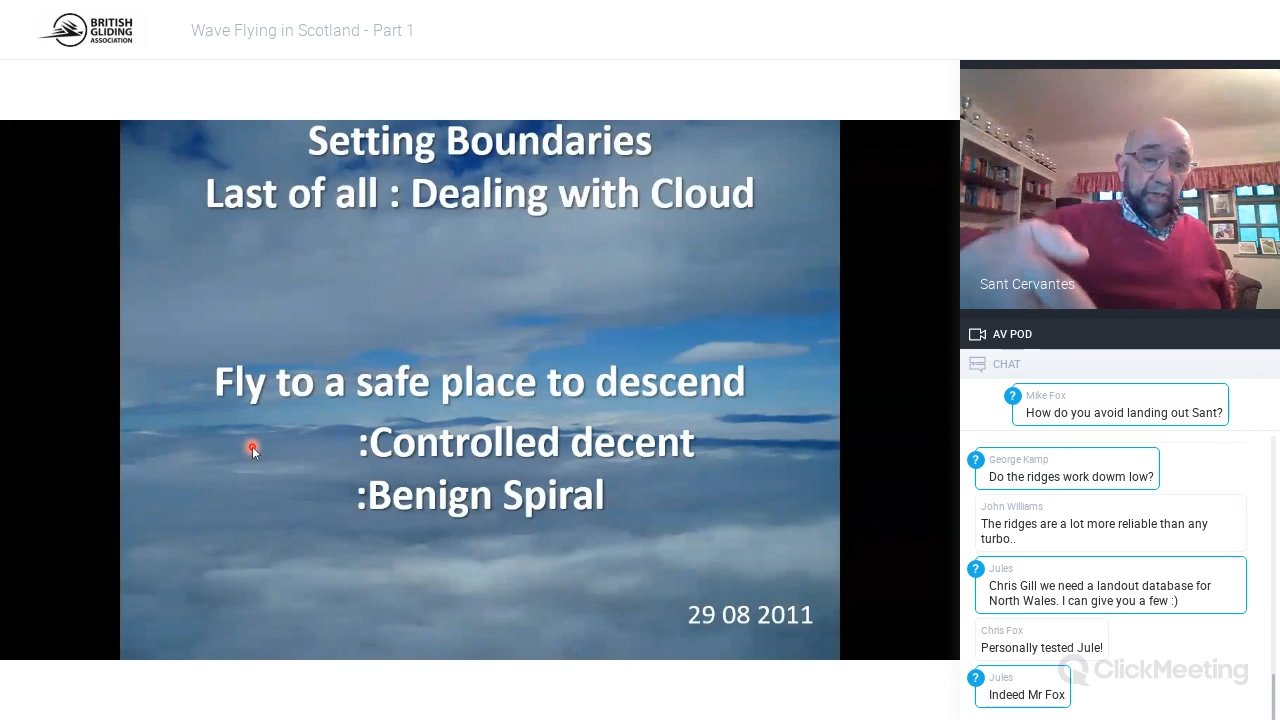 BRITISH
GLIDING
ASSOCIATION
Wave Flying in Scotland - Part 1
Setting Boundaries
Last of all : Dealing with Cloud
Fly to a safe place to descend
:Controlled decent
:Benign Spiral
29 08 2011
Sant Cervantes
AV POD
CHAT
? Mike Fox
How do you avoid landing out Sant?
? George Kamp
Do the ridges work dowm low?
John Williams
The ridges are a lot more reliable than any
turbo..
? Jules
Chris Gill we need a landout database for
North Wales. I can give you a few :)
Chris Fox
Personally tested Jule!
ClickMeeting
? Jules
Indeed Mr Fox